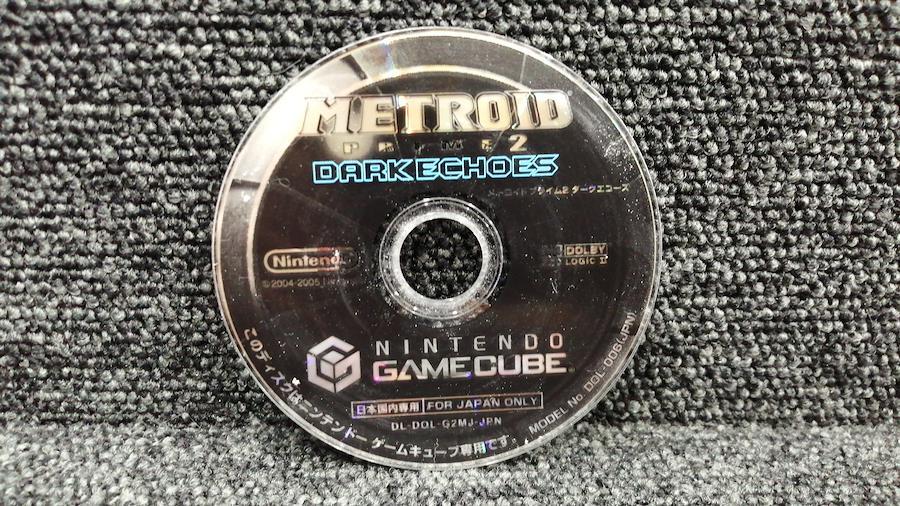 METROID
PRIME 2
DARK ECHOES
メトロイドプライム2 ダークエコーズ
Nintendo
© 2004-2005
DOLBY
LOGIC II
NINTENDO
GAMECUBE
日本国内専用 FOR JAPAN ONLY
DL-DOL-G2MJ-JPN
このディスクはニンテンドーゲームキューブ専用です
MODEL No. DOL-006(JPN)